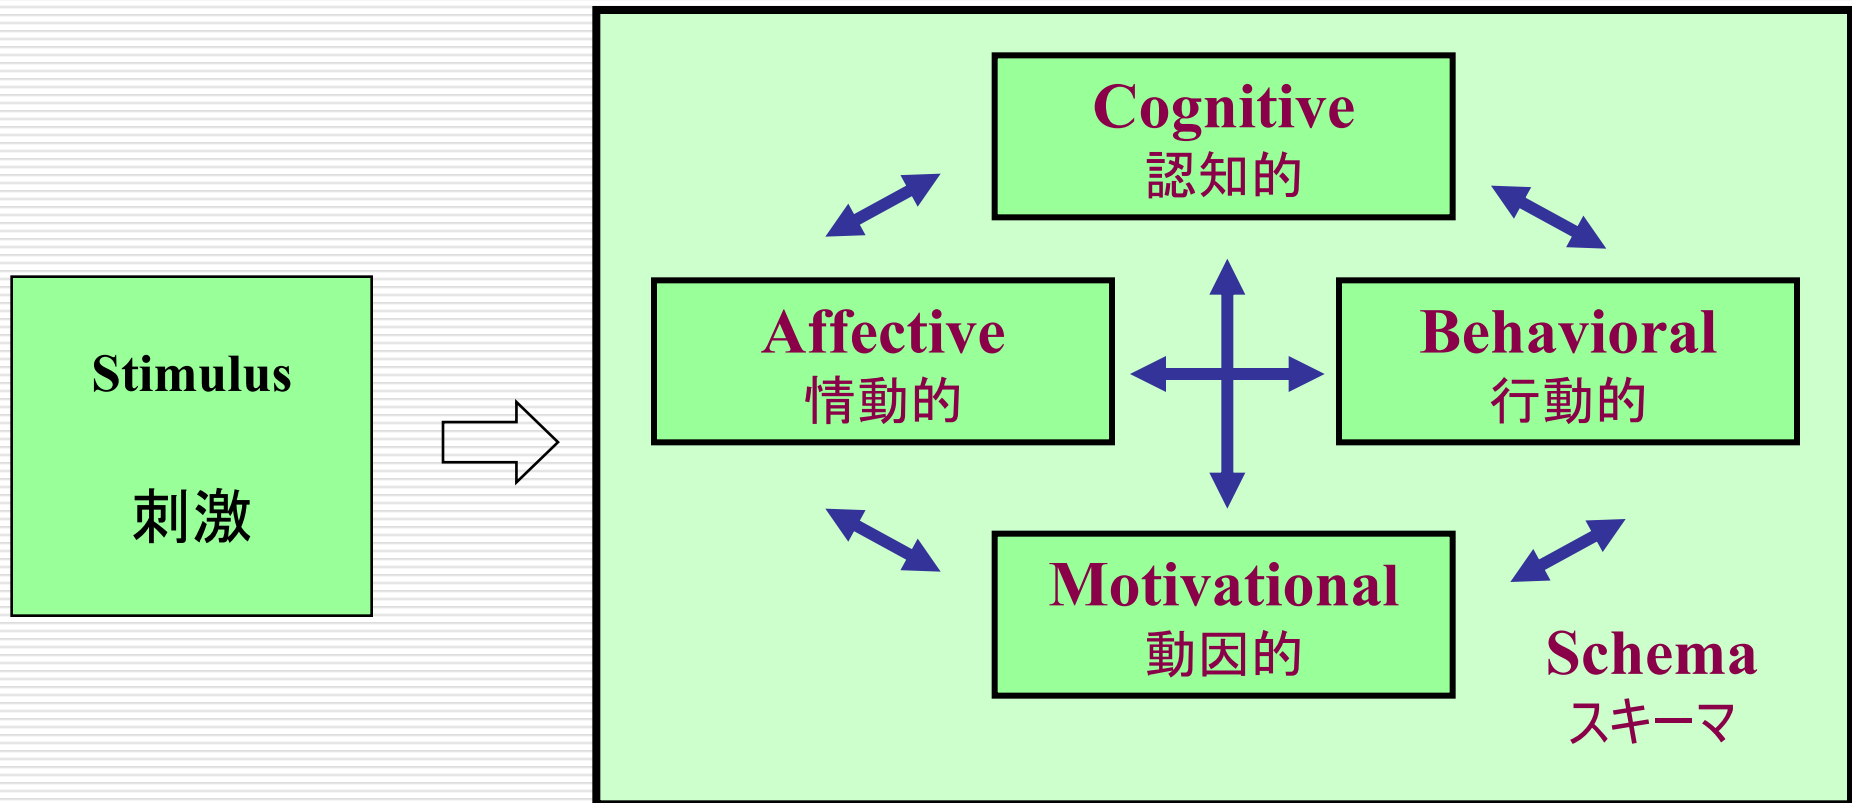 Stimulus
刺激
Cognitive
認知的
Affective
情動的
Behavioral
行動的
Motivational
動因的
Schema
スキーマ